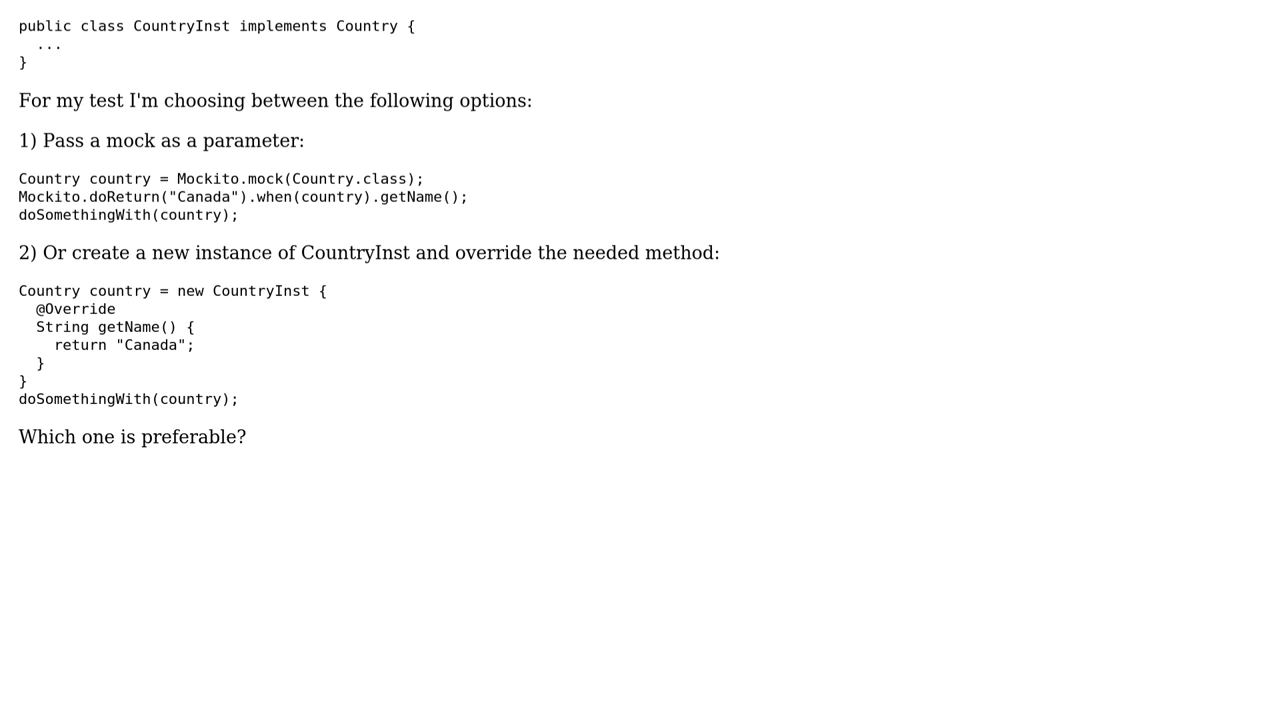 public class CountryInst implements Country {
  ...
}
For my test I'm choosing between the following options:
1) Pass a mock as a parameter:
Country country = Mockito.mock(Country.class);
Mockito.doReturn("Canada").when(country).getName();
doSomethingWith(country);
2) Or create a new instance of CountryInst and override the needed method:
Country country = new CountryInst {
  @Override
  String getName() {
    return "Canada";
  }
}
doSomethingWith(country);
Which one is preferable?